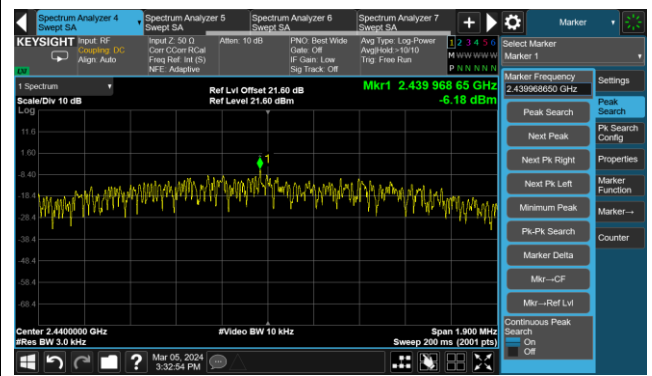 Spectrum Analyzer 4
Swept SA
Spectrum Analyzer 5
Swept SA
Spectrum Analyzer 6
Swept SA
Spectrum Analyzer 7
Swept SA
+
Marker
KEYSIGHT
Input: RF
Coupling: DC
Align: Auto
Input Z: 50 Ω
Corr CCorr RCal
Freq Ref: Int (S)
NFE: Adaptive
Atten: 10 dB
PNO: Best Wide
Gate: Off
IF Gain: Low
Sig Track: Off
Avg Type: Log-Power
Avg|Hold:>10/10
Trig: Free Run
1 2 3 4 5 6
M W W W W W
P N N N N N
Select Marker
Marker 1
1 Spectrum
Scale/Div 10 dB
Log
Ref Lvl Offset 21.60 dB
Ref Level 21.60 dBm
Mkr1 2.439 968 65 GHz
-6.18 dBm
11.6
1.60
-8.40
-18.4
-28.4
-38.4
-48.4
-58.4
-68.4
1
Center 2.4400000 GHz
#Res BW 3.0 kHz
#Video BW 10 kHz
Span 1.900 MHz
Sweep 200 ms (2001 pts)
Marker Frequency
2.439968650 GHz
Peak Search
Next Peak
Next Pk Right
Next Pk Left
Minimum Peak
Pk-Pk Search
Marker Delta
Mkr→CF
Mkr→Ref Lvl
Continuous Peak
Search
On
Off
Settings
Peak
Search
Pk Search
Config
Properties
Marker
Function
Marker→
Counter
?
Mar 05, 2024
3:32:54 PM